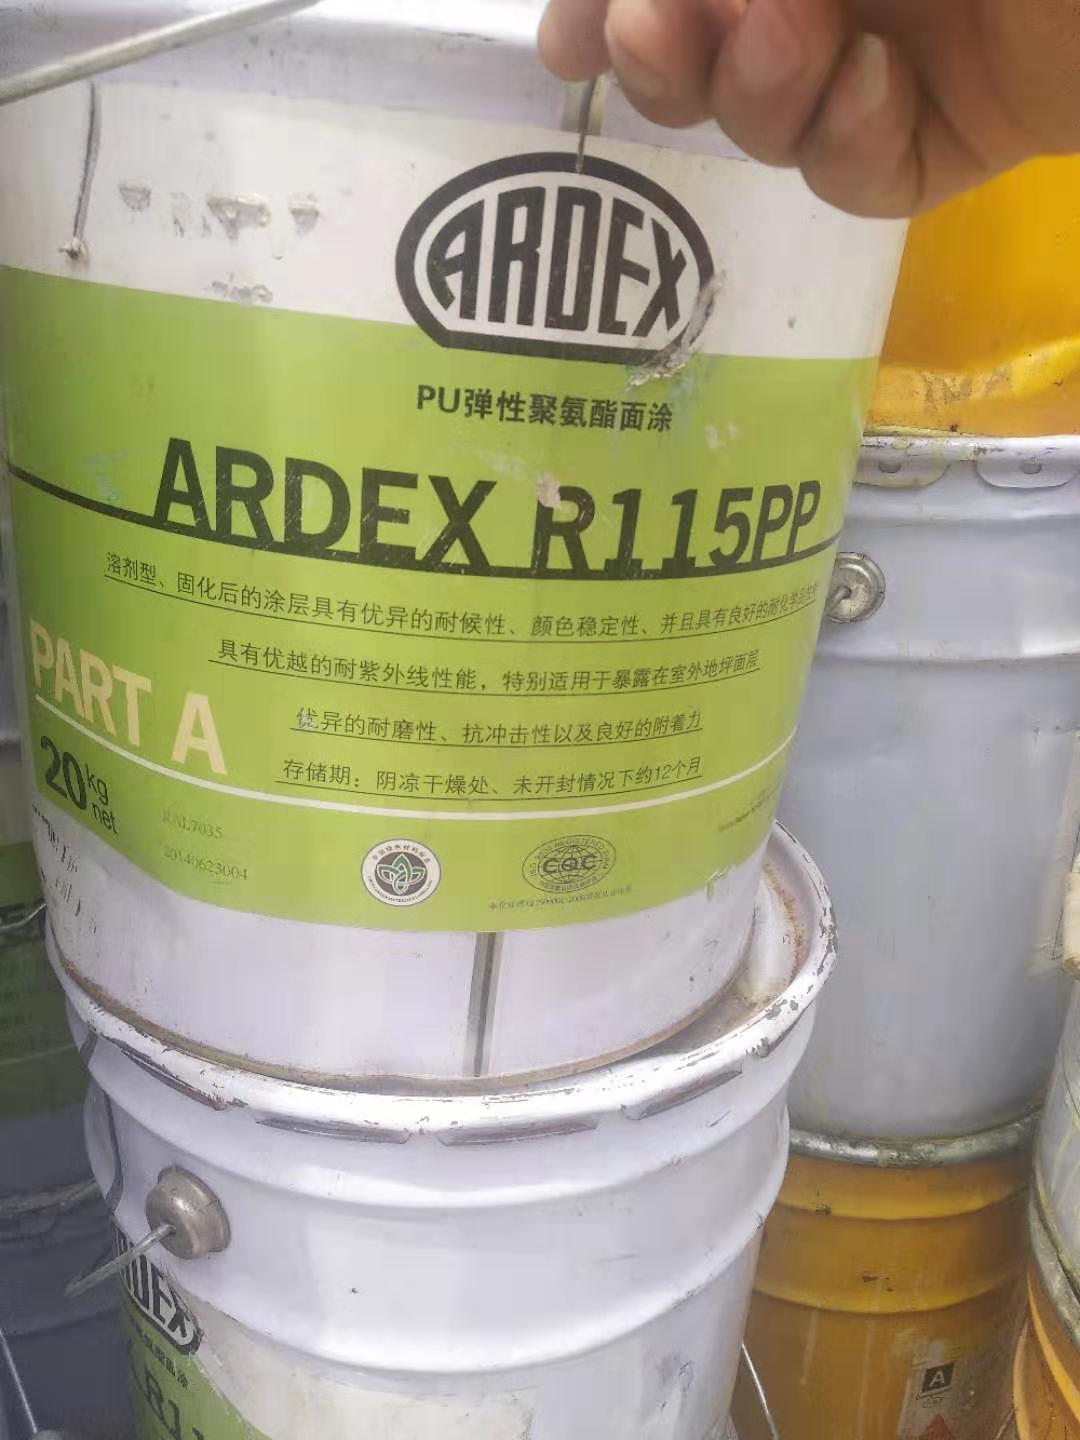 ARDEX
PU弹性聚氨酯面涂
ARDEX R115PP
溶剂型、固化后的涂层具有优异的耐候性、颜色稳定性、并且具有良好的耐化学品性能
具有优越的耐紫外线性能，特别适用于暴露在室外地坪面层
优异的耐磨性、抗冲击性以及良好的附着力
存储期：阴凉干燥处、未开封情况下约12个月
PART A
20kg
net
RAL7035
20140623004
CQC
ARDEX
A